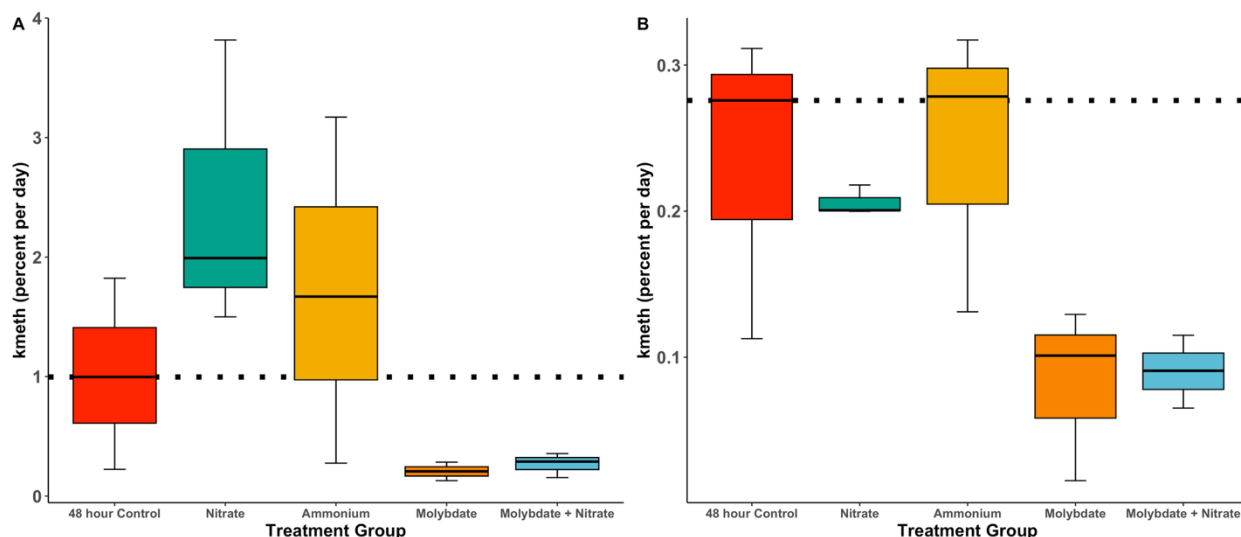 A
kmeth (percent per day)
4
3
2
1
0
48 hour Control Nitrate Ammonium Molybdate Molybdate + Nitrate
Treatment Group
B
kmeth (percent per day)
0.3
0.2
0.1
48 hour Control Nitrate Ammonium Molybdate Molybdate + Nitrate
Treatment Group